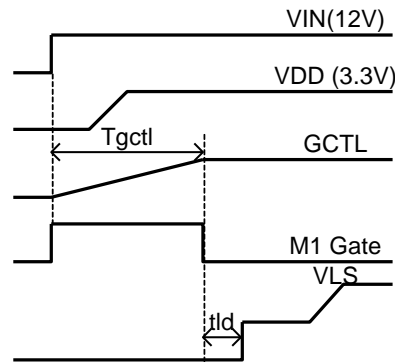 VIN(12V)
VDD (3.3V)
Tgctl
GCTL
M1 Gate
VLS
tld